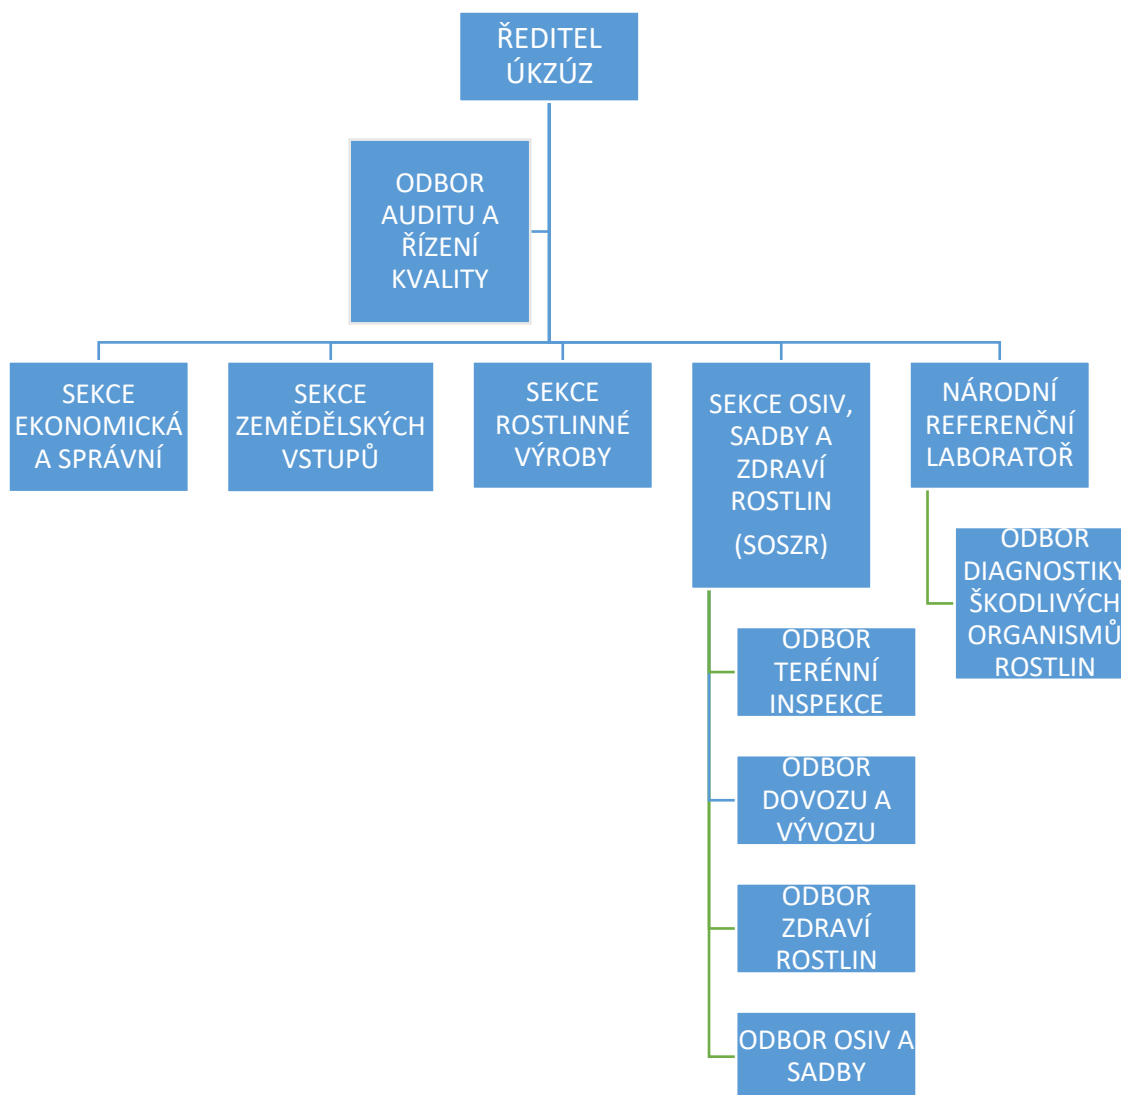 ŘEDITEL
ÚKZÚZ
ODBOR
AUDITU A
ŘÍZENÍ
KVALITY
SEKCE
EKONOMICKÁ
A SPRÁVNÍ
SEKCE
ZEMĚDĚLSKÝCH
VSTUPŮ
SEKCE
ROSTLINNÉ
VÝROBY
SEKCE OSIV,
SADBY A
ZDRAVÍ
ROSTLIN
(SOSZR)
NÁRODNÍ
REFERENČNÍ
LABORATOŘ
ODBOR
DIAGNOSTIKY
ŠKODLIVÝCH
ORGANISMŮ
ROSTLIN
ODBOR
TERÉNNÍ
INSPEKCE
ODBOR
DOVOZU A
VÝVOZU
ODBOR
ZDRAVÍ
ROSTLIN
ODBOR OSIV A
SADBY